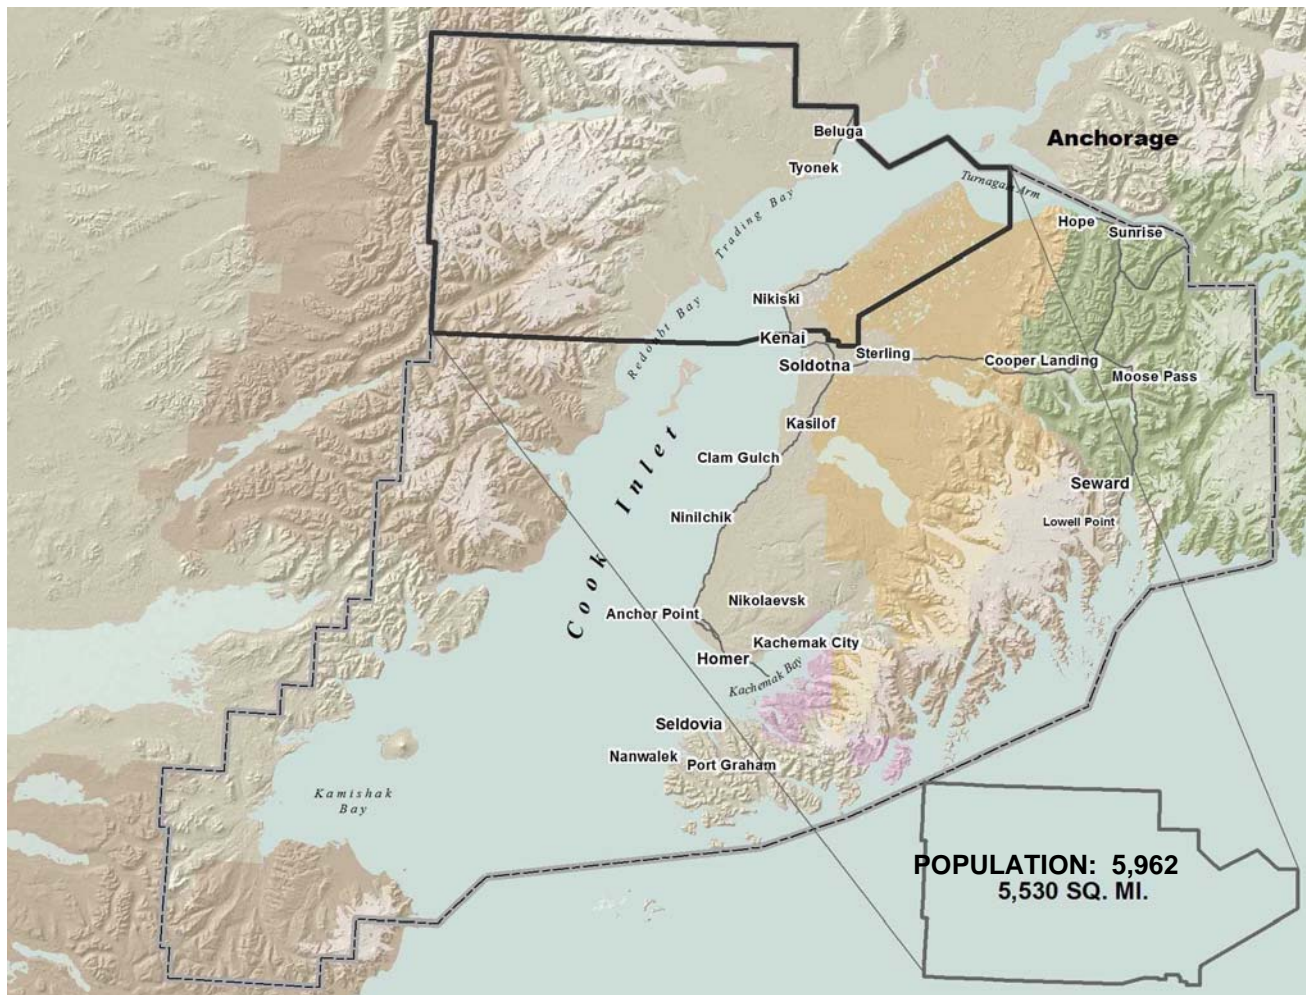 Beluga
Anchorage
Tyonek
Turnagain Arm
Trading Bay
Hope
Sunrise
Nikiski
Redoubt Bay
Kenai
Sterling
Soldotna
Cooper Landing
Moose Pass
Kasilof
Clam Gulch
Cook Inlet
Seward
Ninilchik
Lowell Point
Nikolaevsk
Anchor Point
Kachemak City
Homer
Kachemak Bay
Seldovia
Nanwalek
Port Graham
Kamishak
Bay
POPULATION: 5,962
5,530 SQ. MI.